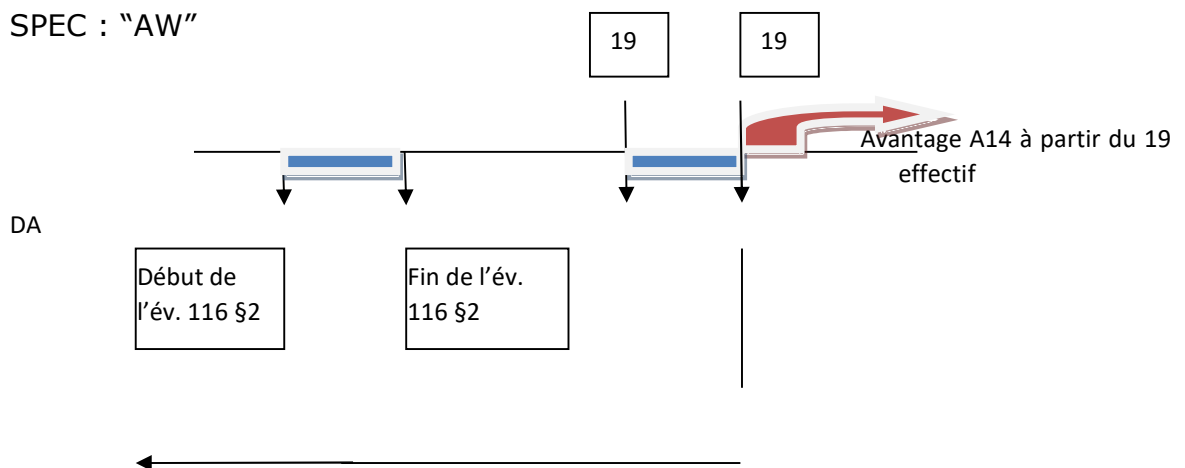 SPEC : “AW”
19
19
Avantage A14 à partir du 19
effectif
DA
Début de
l’év. 116 §2
Fin de l’év.
116 §2